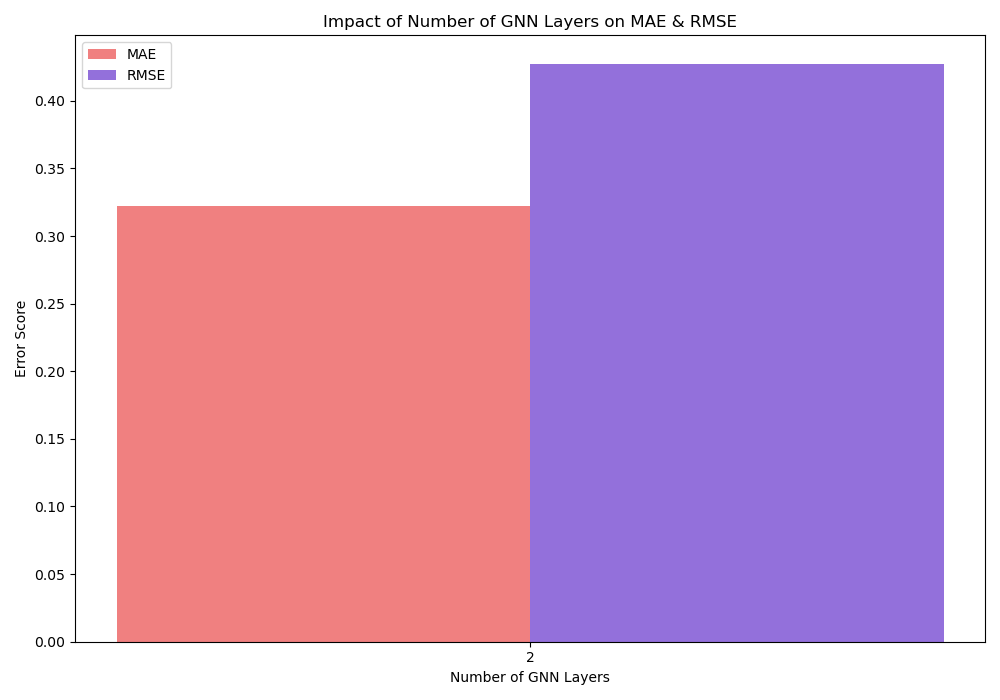 Impact of Number of GNN Layers on MAE & RMSE
MAE
RMSE
0.40
0.35
0.30
0.25
0.20
0.15
0.10
0.05
0.00
Error Score
2
Number of GNN Layers